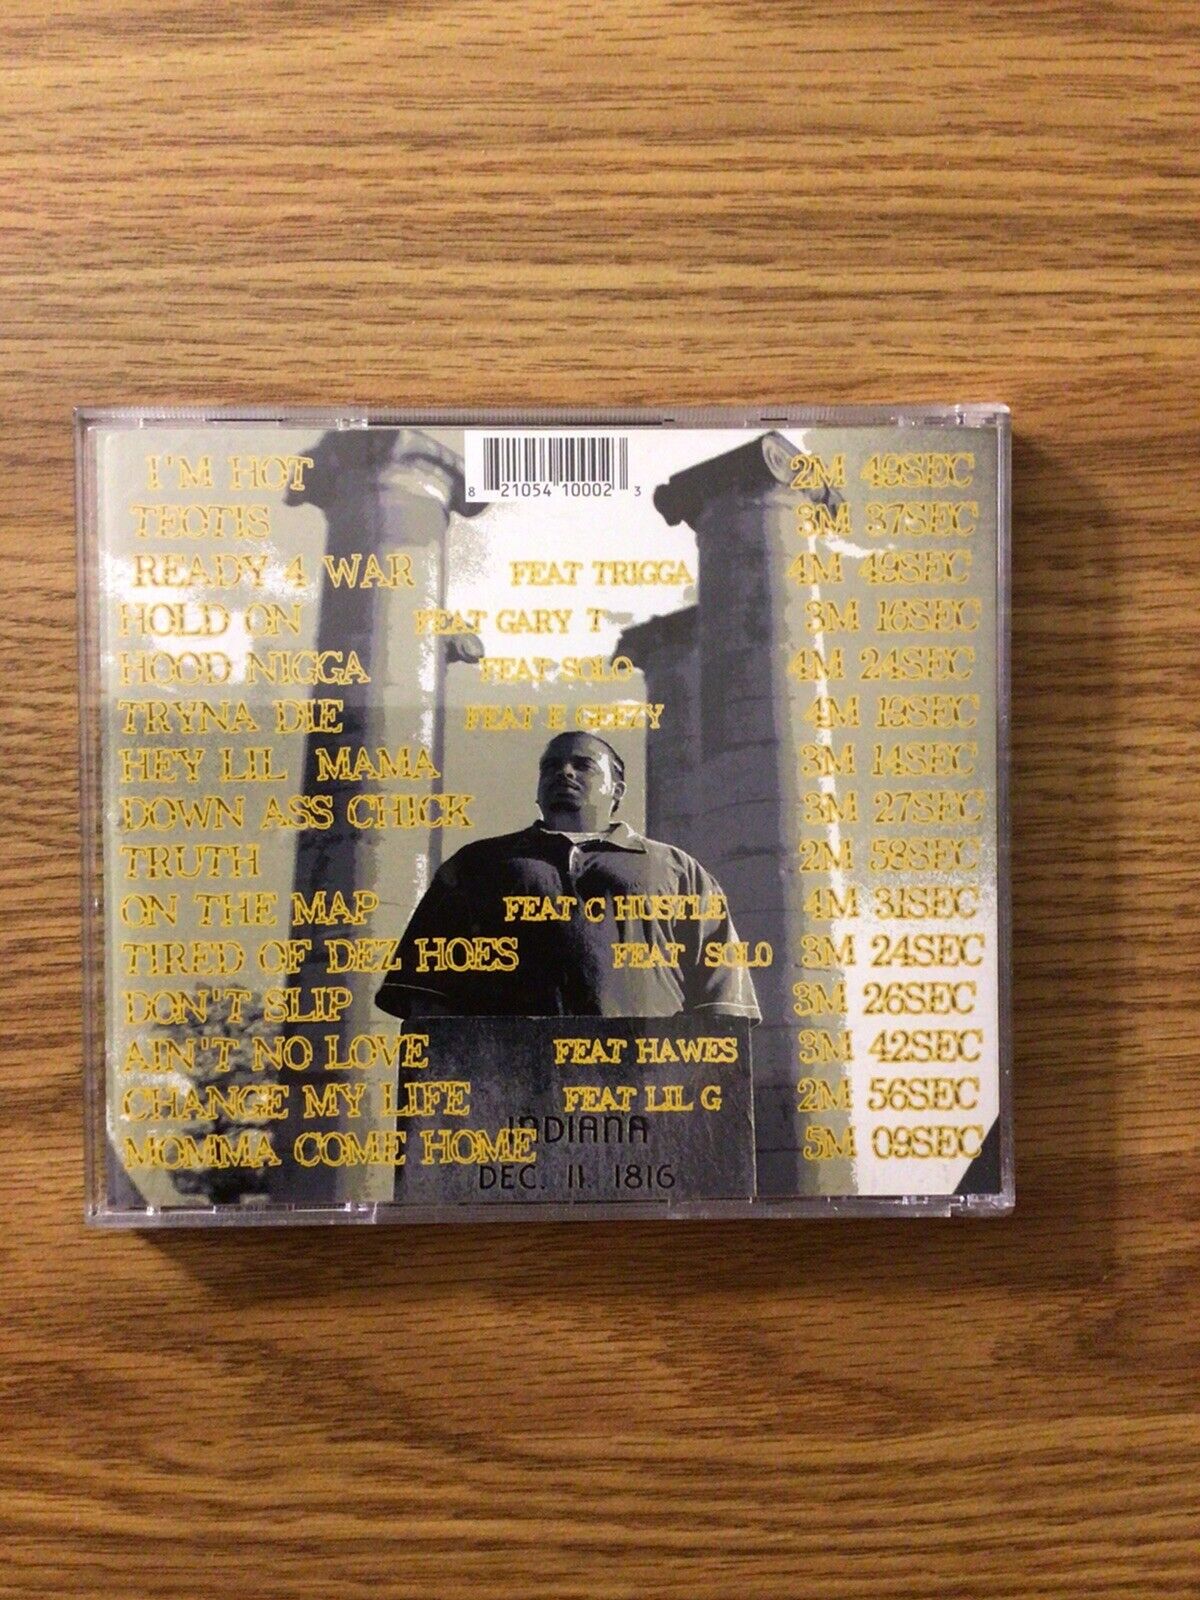 8 21054 10002 3
I'M HOT 2M 49SEC
TEOTIS 3M 37SEC
READY 4 WAR FEAT TRIGGA 4M 49SEC
HOLD ON FEAT GARY T 3M 16SEC
HOOD NIGGA FEAT SOLO 4M 24SEC
TRYNA DIE FEAT E GEEZY 4M 19SEC
HEY LIL MAMA 3M 14SEC
DOWN ASS CHICK 3M 27SEC
TRUTH 2M 58SEC
ON THE MAP FEAT C HUSTLE 4M 31SEC
TIRED OF DEZ HOES FEAT SOLO 3M 24SEC
DON'T SLIP 3M 26SEC
AIN'T NO LOVE FEAT HAWES 3M 42SEC
CHANGE MY LIFE FEAT LIL G 2M 56SEC
MOMMA COME HOME 5M 09SEC
INDIANA
DEC. 11. 1816